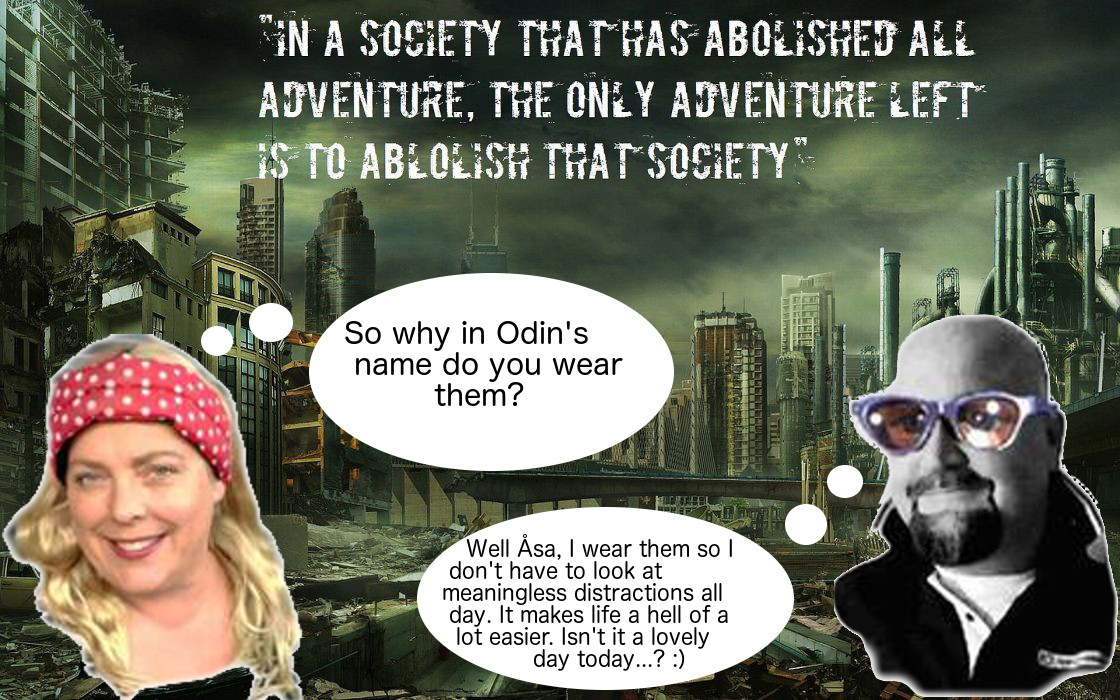 "IN A SOCIETY THAT HAS ABOLISHED ALL
ADVENTURE, THE ONLY ADVENTURE LEFT
IS TO ABLOLISH THAT SOCIETY"
So why in Odin's
name do you wear
them?
Well Åsa, I wear them so I
don't have to look at
meaningless distractions all
day. It makes life a hell of a
lot easier. Isn't it a lovely
day today...? :)